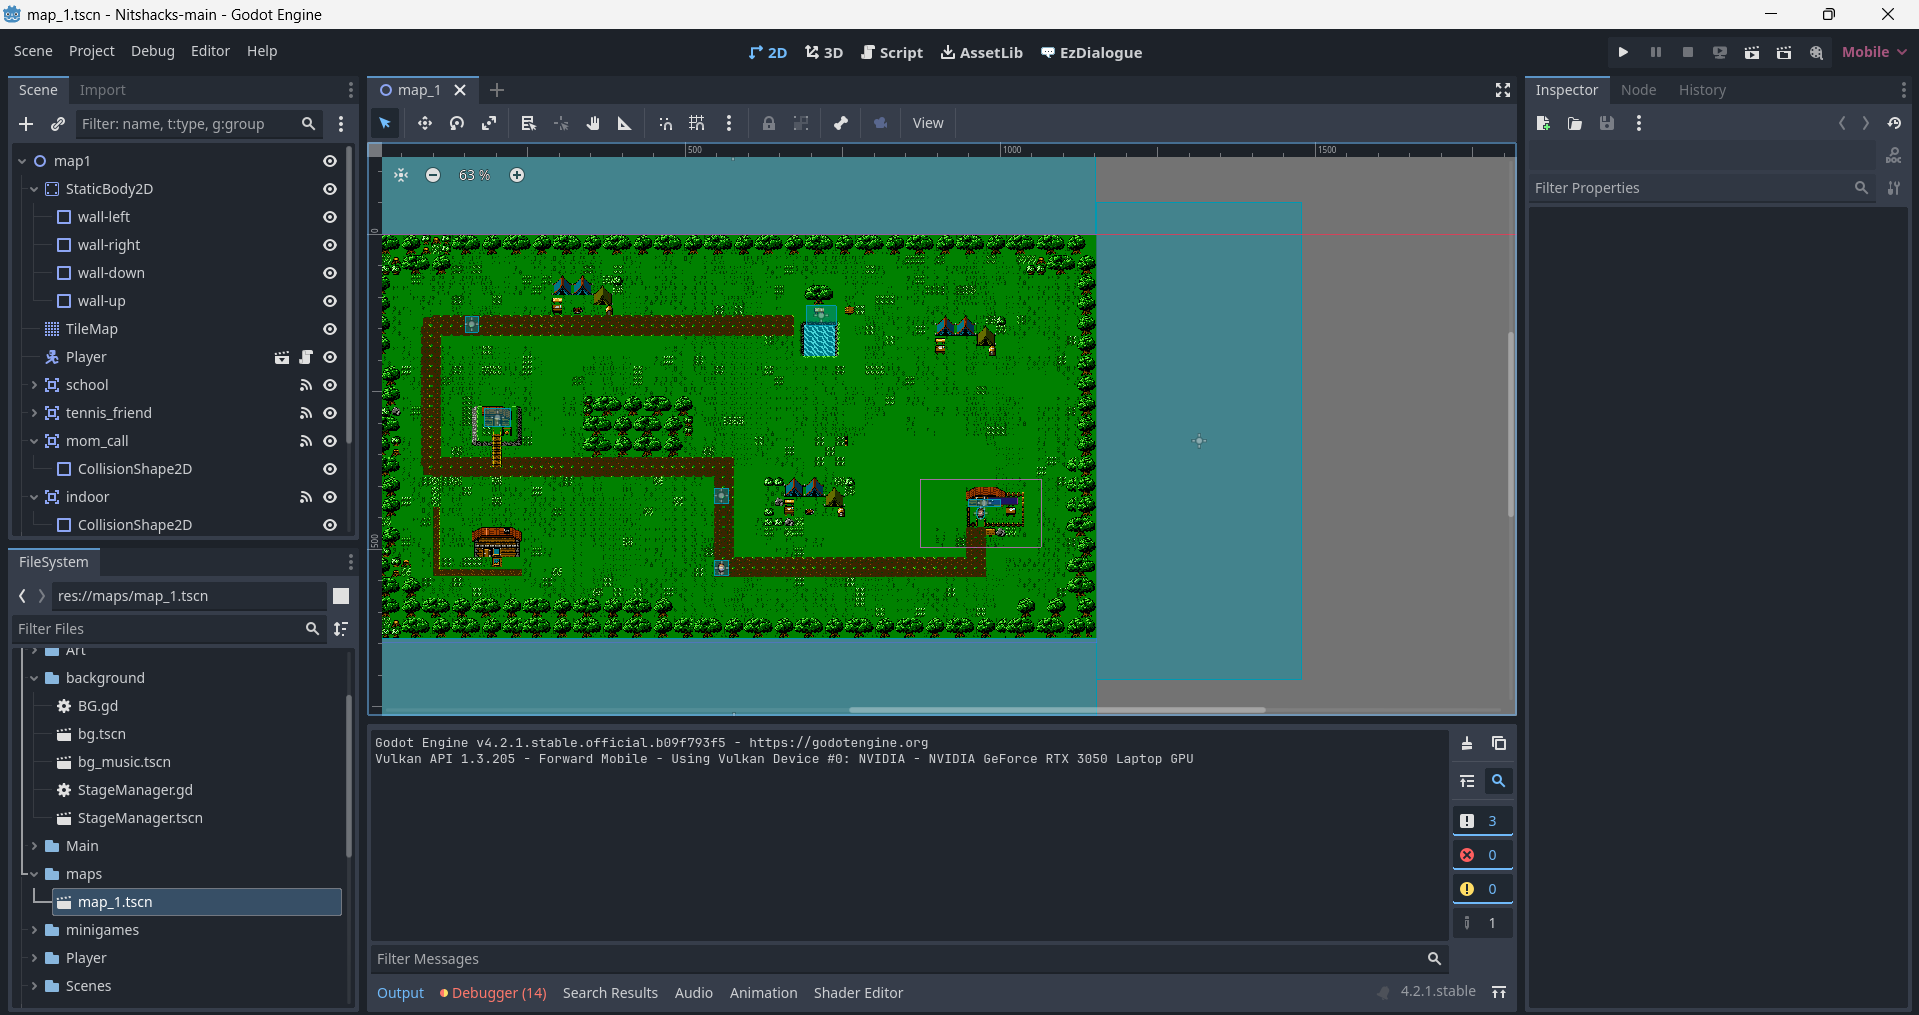 map_1.tscn - Nitshacks-main - Godot Engine
Scene Project Debug Editor Help
2D 3D Script AssetLib EzDialogue
Mobile
Scene Import
Filter: name, t:type, g:group
map1
StaticBody2D
wall-left
wall-right
wall-down
wall-up
TileMap
Player
school
tennis_friend
mom_call
CollisionShape2D
indoor
CollisionShape2D
FileSystem
res://maps/map_1.tscn
Filter Files
Art
background
BG.gd
bg.tscn
bg_music.tscn
StageManager.gd
StageManager.tscn
Main
maps
map_1.tscn
minigames
Player
Scenes
map_1
View
500 1000 1500
63 %
0
500
Godot Engine v4.2.1.stable.official.b09f793f5 - https://godotengine.org
Vulkan API 1.3.205 - Forward Mobile - Using Vulkan Device #0: NVIDIA - NVIDIA GeForce RTX 3050 Laptop GPU
3
0
0
1
Filter Messages
Output Debugger (14) Search Results Audio Animation Shader Editor
4.2.1.stable
Inspector Node History
DOC
Filter Properties